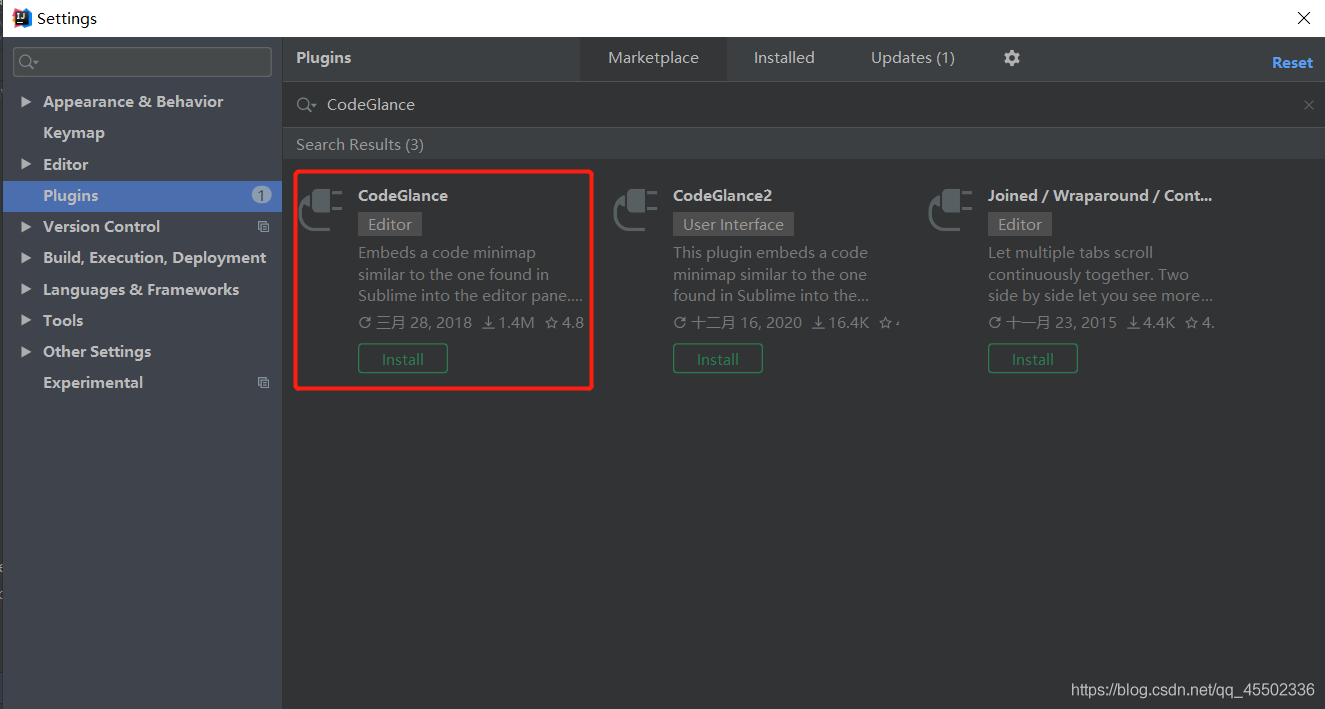 Settings
Plugins
Marketplace
Installed
Updates (1)
Reset
Appearance & Behavior
Keymap
Editor
Plugins
1
Version Control
Build, Execution, Deployment
Languages & Frameworks
Tools
Other Settings
Experimental
CodeGlance
Search Results (3)
CodeGlance
Editor
Embeds a code minimap
similar to the one found in
Sublime into the editor pane....
三月 28, 2018 1.4M 4.8
Install
CodeGlance2
User Interface
This plugin embeds a code
minimap similar to the one
found in Sublime into the...
十二月 16, 2020 16.4K
Install
Joined / Wraparound / Cont...
Editor
Let multiple tabs scroll
continuously together. Two
side by side let you see more...
十一月 23, 2015 4.4K 4.
Install
https://blog.csdn.net/qq_45502336